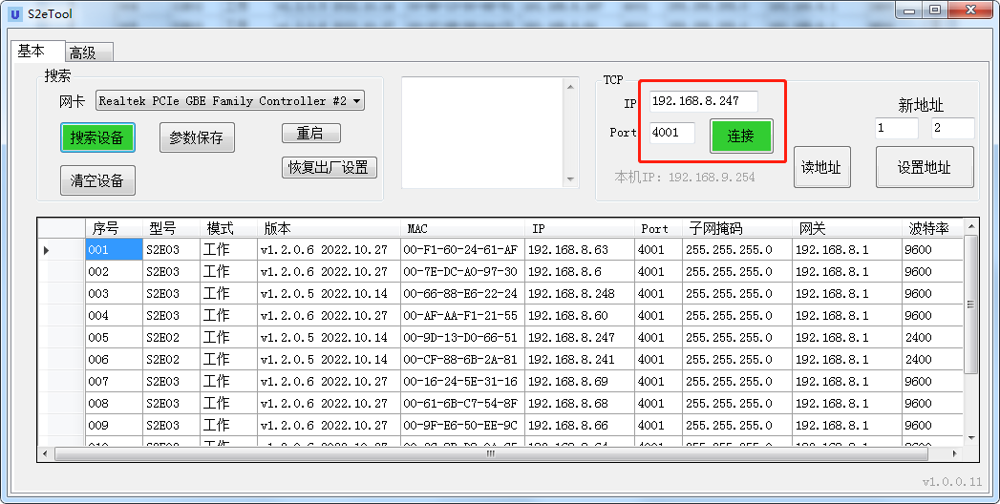 S2eTool
基本 高级
搜索
网卡 Realtek PCIe GBE Family Controller #2
搜索设备 参数保存 重启
清空设备 恢复出厂设置
TCP
IP 192.168.8.247
Port 4001 连接
本机IP: 192.168.9.254
读地址
新地址
1 2
设置地址
序号 型号 模式 版本 MAC IP Port 子网掩码 网关 波特率
001 S2E03 工作 v1.2.0.6 2022.10.27 00-F1-60-24-61-AF 192.168.8.63 4001 255.255.255.0 192.168.8.1 9600
002 S2E03 工作 v1.2.0.6 2022.10.27 00-7E-DC-A0-97-30 192.168.8.6 4001 255.255.255.0 192.168.8.1 9600
003 S2E03 工作 v1.2.0.5 2022.10.14 00-66-88-E6-22-24 192.168.8.248 4001 255.255.255.0 192.168.8.1 9600
004 S2E03 工作 v1.2.0.6 2022.10.27 00-AF-AA-F1-21-55 192.168.8.60 4001 255.255.255.0 192.168.8.1 9600
005 S2E02 工作 v1.2.0.5 2022.10.14 00-9D-13-D0-66-51 192.168.8.247 4001 255.255.255.0 192.168.8.1 2400
006 S2E02 工作 v1.2.0.5 2022.10.14 00-CF-88-6B-2A-81 192.168.8.241 4001 255.255.255.0 192.168.8.1 2400
007 S2E03 工作 v1.2.0.6 2022.10.27 00-16-24-5E-31-16 192.168.8.69 4001 255.255.255.0 192.168.8.1 9600
008 S2E03 工作 v1.2.0.6 2022.10.27 00-61-6B-C7-54-8F 192.168.8.68 4001 255.255.255.0 192.168.8.1 9600
009 S2E03 工作 v1.2.0.6 2022.10.27 00-9F-E6-50-EE-9C 192.168.8.66 4001 255.255.255.0 192.168.8.1 9600
v1.0.0.11